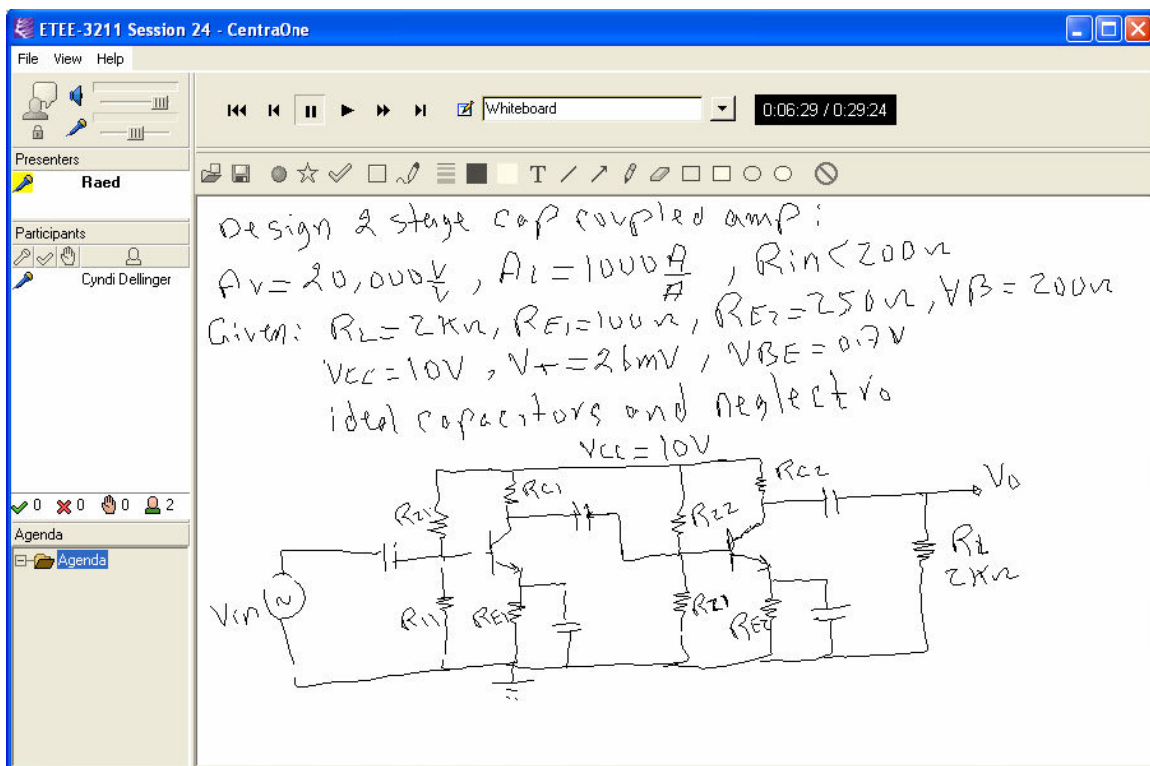 ETEE-3211 Session 24 - CentraOne
File View Help
Whiteboard
0:06:29 / 0:29:24
Presenters
Raed
Participants
Cyndi Dellinger
0 0 0 2
Agenda
Agenda
T
Design 2 stage cap coupled amp:
Av=20,000 V/V, Ai=1000 A/A, Rin<200Ω
Given: RL=2KΩ, RE1=100Ω, RE2=250Ω, VB=200Ω
Vcc=10V, VT=26mV, VBE=0.7V
ideal capacitors and neglect ro
Vcc=10V
RC1
RC2
Vo
R21
R22
RL
2KΩ
Vin
R11
RE1
R21
RE2